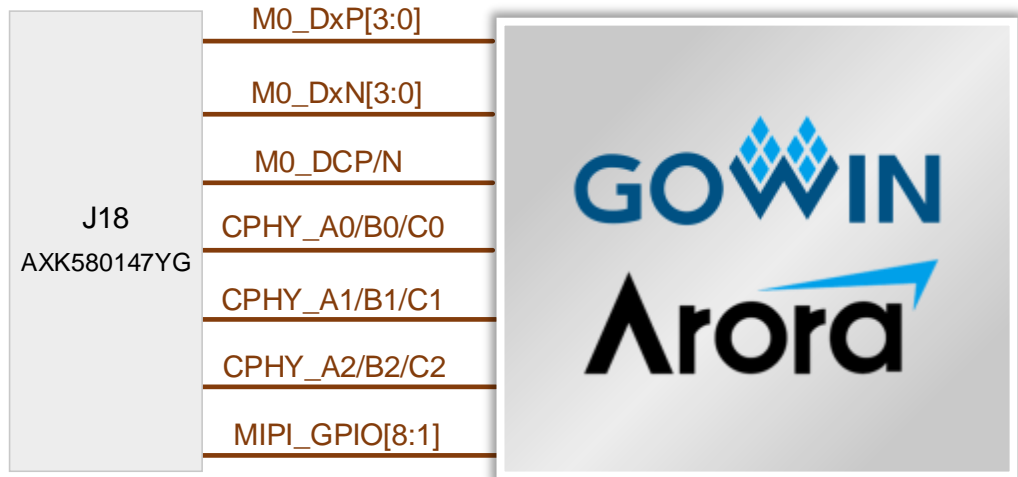 M0_DxP[3:0]
M0_DxN[3:0]
M0_DCP/N
J18
AXK580147YG
CPHY_A0/B0/C0
CPHY_A1/B1/C1
CPHY_A2/B2/C2
MIPI_GPIO[8:1]
GOWIN
Arora